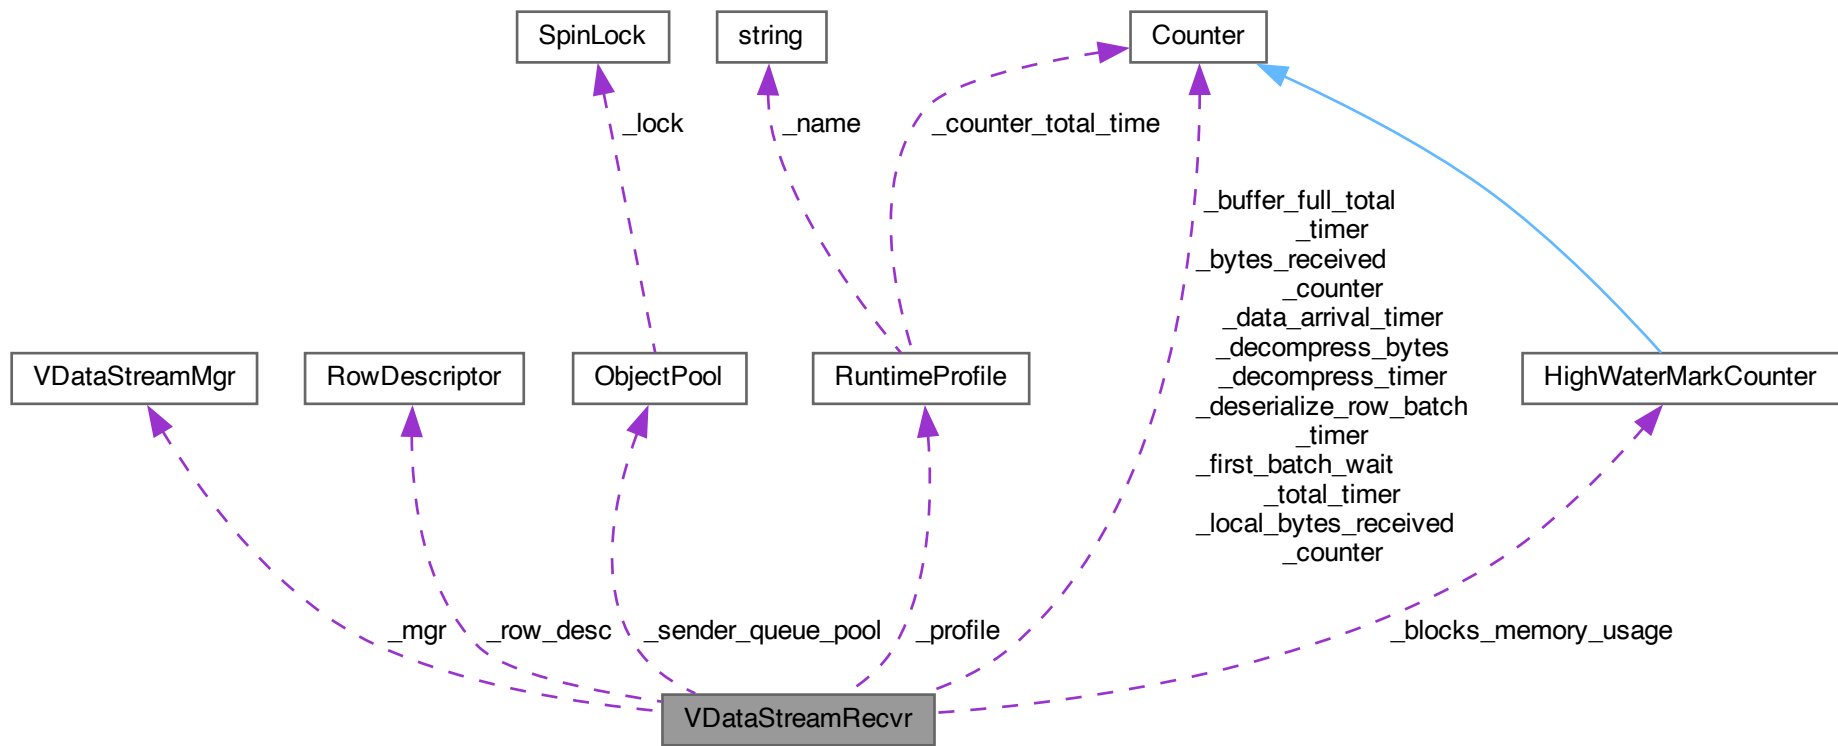 SpinLock
string
Counter
_lock
_name
_counter_total_time
_buffer_full_total
_timer
_bytes_received
_counter
_data_arrival_timer
_decompress_bytes
_decompress_timer
_deserialize_row_batch
_timer
_first_batch_wait
_total_timer
_local_bytes_received
_counter
VDataStreamMgr
RowDescriptor
ObjectPool
RuntimeProfile
HighWaterMarkCounter
_mgr
_row_desc
_sender_queue_pool
_profile
_blocks_memory_usage
VDataStreamRecvr